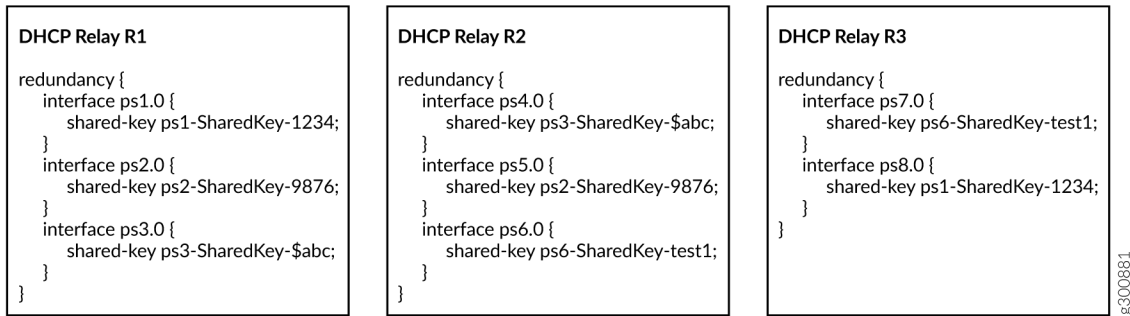 DHCP Relay R1
redundancy {
interface ps1.0 {
shared-key ps1-SharedKey-1234;
}
interface ps2.0 {
shared-key ps2-SharedKey-9876;
}
interface ps3.0 {
shared-key ps3-SharedKey-$abc;
}
}
DHCP Relay R2
redundancy {
interface ps4.0 {
shared-key ps3-SharedKey-$abc;
}
interface ps5.0 {
shared-key ps2-SharedKey-9876;
}
interface ps6.0 {
shared-key ps6-SharedKey-test1;
}
}
DHCP Relay R3
redundancy {
interface ps7.0 {
shared-key ps6-SharedKey-test1;
}
interface ps8.0 {
shared-key ps1-SharedKey-1234;
}
}
g300881